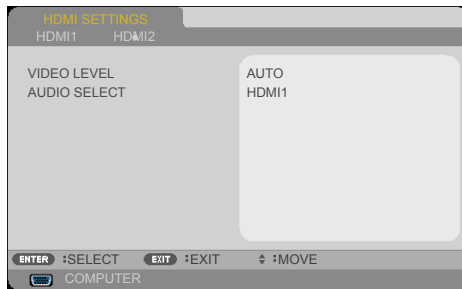 HDMI SETTINGS
HDMI1 HDMI2
VIDEO LEVEL AUTO
AUDIO SELECT HDMI1
ENTER :SELECT EXIT :EXIT :MOVE
COMPUTER